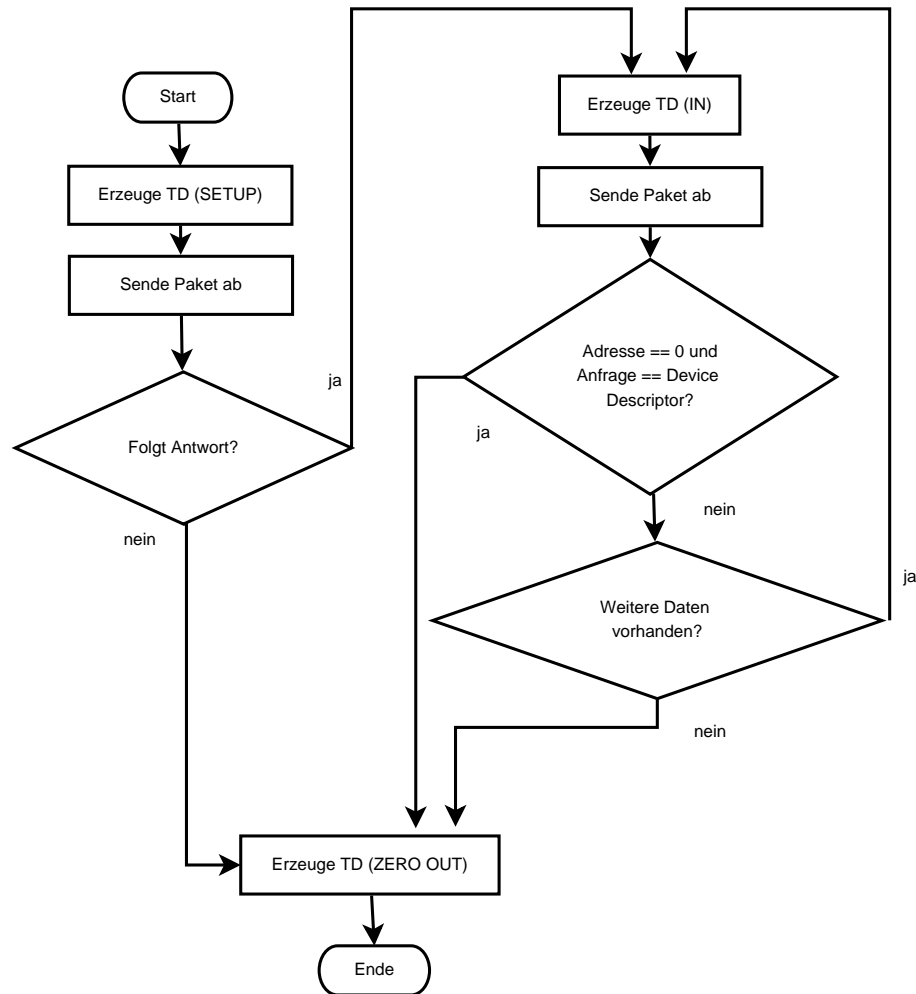 Start
Erzeuge TD (SETUP)
Sende Paket ab
Folgt Antwort?
ja
nein
Erzeuge TD (IN)
Sende Paket ab
Adresse == 0 und
Anfrage == Device
Descriptor?
ja
nein
Weitere Daten
vorhanden?
ja
nein
Erzeuge TD (ZERO OUT)
Ende